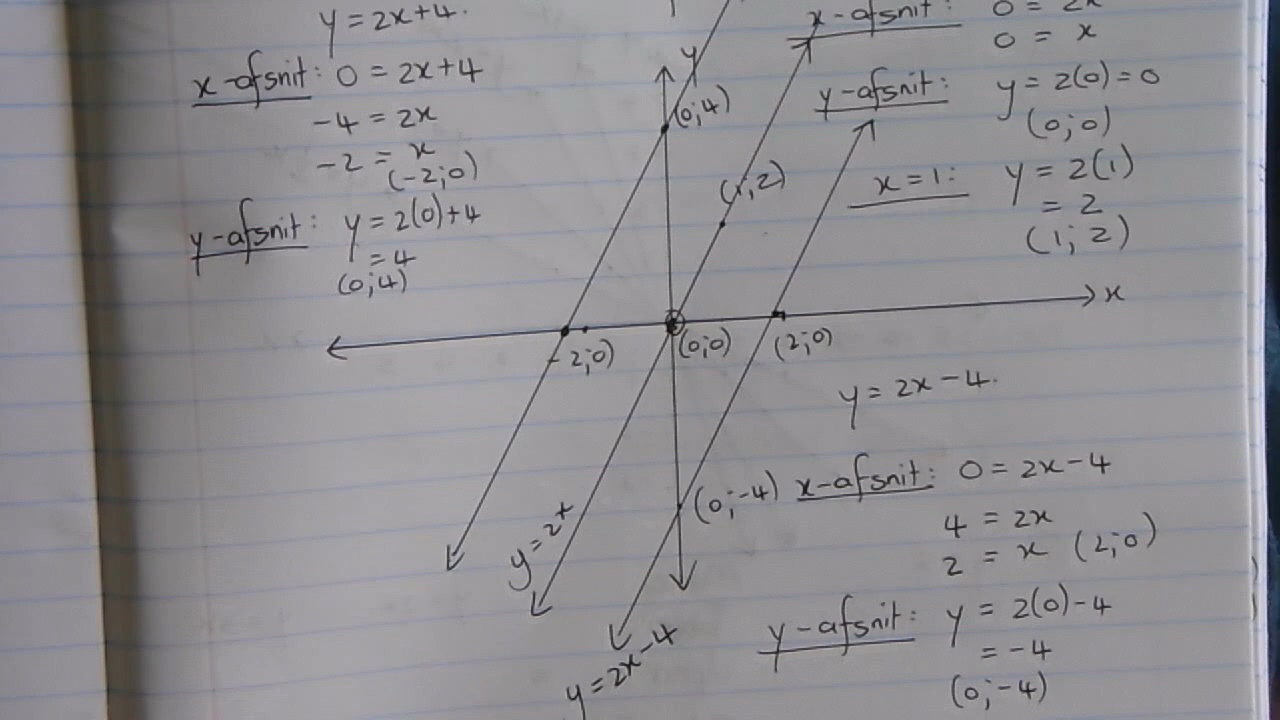 y = 2x+4.
x-afsnit: 0 = 2x+4
-4 = 2x
-2 = x
(-2;0)
y-afsnit: y = 2(0)+4
= 4
(0;4)
x-afsnit: 0 = 2x
0 = x
y-afsnit: y = 2(0) = 0
(0;0)
x = 1: y = 2(1)
= 2
(1; 2)
y
(0;4)
(1,2)
x
-2;0)
(0;0)
(2;0)
(0;-4)
y = 2x
y = 2x-4
y = 2x-4.
x-afsnit: 0 = 2x-4
4 = 2x
2 = x (2;0)
y-afsnit: y = 2(0)-4
= -4
(0;-4)